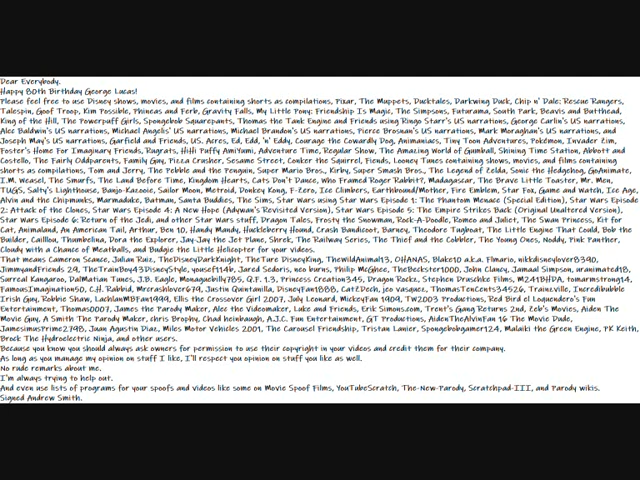 Dear Everybody.
Happy 80th Birthday George Lucas!
Please feel free to use Disney shows, movies, and films containing shorts as compilations, Pixar, The Muppets, Ducktales, Darkwing Duck, Chip n' Dale: Rescue Rangers,
Talespin, Goof Troop, Kim Possible, Phineas and Ferb, Gravity Falls, My Little Pony: Friendship Is Magic, The Simpsons, Futurama, South Park, Beavis and Butthead,
King of the Hill, The Powerpuff Girls, Spongebob Squarepants, Thomas the Tank Engine and Friends using Ringo Starr's US narrations, George Carlin's US narrations,
Alec Baldwin's US narrations, Michael Angelis' US narrations, Michael Brandon's US narrations, Pierce Brosnan's US narrations, Mark Moraghan's US narrations, and
Joseph May's US narrations, Garfield and Friends, US. Acres, Ed, Edd, 'n' Eddy, Courage the Cowardly Dog, Animaniacs, Tiny Toon Adventures, Pokémon, Invader Zim,
Foster's Home For Imaginary Friends, Rugrats, HiHi Puffy AmiYumi, Adventure Time, Regular Show, The Amazing World of Gumball, Shining Time Station, Abbott and
Costello, The Fairly Oddparents, Family Guy, Pizza Crusher, Sesame Street, Conker the Squirrel, Fiends, Looney Tunes containing shows, movies, and films containing
shorts as compilations, Tom and Jerry, The Pebble and the Penguin, Super Mario Bros., Kirby, Super Smash Bros., The Legend of Zelda, Sonic the Hedgehog, GoAnimate,
I.M. Weasel, The Smurfs, The Land Before Time, Kingdom Hearts, Cats Don't Dance, Who Framed Roger Rabbit?, Madagascar, The Brave Little Toaster, Mr. Men,
TUGS, Salty's Lighthouse, Banjo-Kazooie, Sailor Moon, Metroid, Donkey Kong, F-Zero, Ice Climbers, Earthbound/Mother, Fire Emblem, Star Fox, Game and Watch, Ice Age,
Alvin and the Chipmunks, Marmaduke, Batman, Santa Buddies, The Sims, Star Wars using Star Wars Episode 1: The Phantom Menace (Special Edition), Star Wars Episode
2: Attack of the Clones, Star Wars Episode 4: A New Hope (Adywan's Revisited Version), Star Wars Episode 5: The Empire Strikes Back (Original Unaltered Version),
Star Wars Episode 6: Return of the Jedi, and other Star Wars stuff, Dragon Tales, Frosty the Snowman, Rock-A-Doodle, Romeo and Juliet, The Swan Princess, Kit for
Cat, Animaland, An American Tail, Arthur, Ben 10, Handy Mandy, Huckleberry Hound, Crash Bandicoot, Barney, Theodore Tugboat, The Little Engine That Could, Bob the
Builder, Caillou, Thumbelina, Dora the Explorer, Jay-Jay the Jet Plane, Shrek, The Railway Series, The Thief and the Cobbler, The Young Ones, Noddy, Pink Panther,
Cloudy with a Chance of Meatballs, and Budgie the Little Helicopter for your videos.
That means Cameron Scance, Julian Ruiz, TheDisneyDarkKnight, TheTure DisneyKing, TheWildAnimal13, OHANAS, Blake10 a.k.a. Flmario, nikkdisneylover8390,
JimmyandFriends 29, TheTrainBoy43DisneyStyle, yousef114b, Jared Sedoris, neo burns, Philip McGhee, TheBeckster1000, John Clancy, Jamaal Simpson, uranimated18,
Surreal Kangaroo, DalMatian Tunes, J.B. Eagle, Monagusbilly785, Q.F. 1.3, Princess Creation345, Dragon Rockz, Stephen Druschke Films, M241BHDA, tomarmstrong14,
FamousImagination50, C.H. Rabbid, Mrcrashlover679, Justin Quintanilla, DisneyFan1888, CatzDech, jeo vasquez, ThomasTenCents34526, Trainzville, Incredibubble
Irish Guy, Robbie Shaw, LachlanMBFan1999, Ellis the Crossover Girl 2007, July Leonard, MickeyFan 1909, TW2003 Productions, Red Bird el Loquendero's Fun
Entertainment, Thomas0007, James the Parody Maker, Alec the Videomaker, Luke and Friends, Erik Simons.com, Trent's Gang Returns 2nd, Zeb's Movies, Aiden The
Movie Guy, A Smith The Parody Maker, chris Brophy, Chad heinbaugh, A.J.C. Fun Entertainment, GT Productions, AidenTheAlvinFan 16 The Movie Dude,
Jamesimusprime2798, Juan Agustin Diaz, Miles Motor Vehicles 2001, The Carousel Friendship, Tristan Lanier, Spongebobgamer124, Malaiki the Green Engine, PK Keith,
Brock The Hydroelectric Ninja, and other users.
Because you know you should always ask owners for permission to use their copyright in your videos and credit them for their company.
As long as you manage my opinion on stuff I like, I'll respect you opinion on stuff you like as well.
No rude remarks about me.
I'm always trying to help out.
And even use lists of programs for your spoofs and videos like some on Movie Spoof Films, YouTubeScratch, The-New-Parody, Scratchpad-III, and Parody wikis.
Signed Andrew Smith.